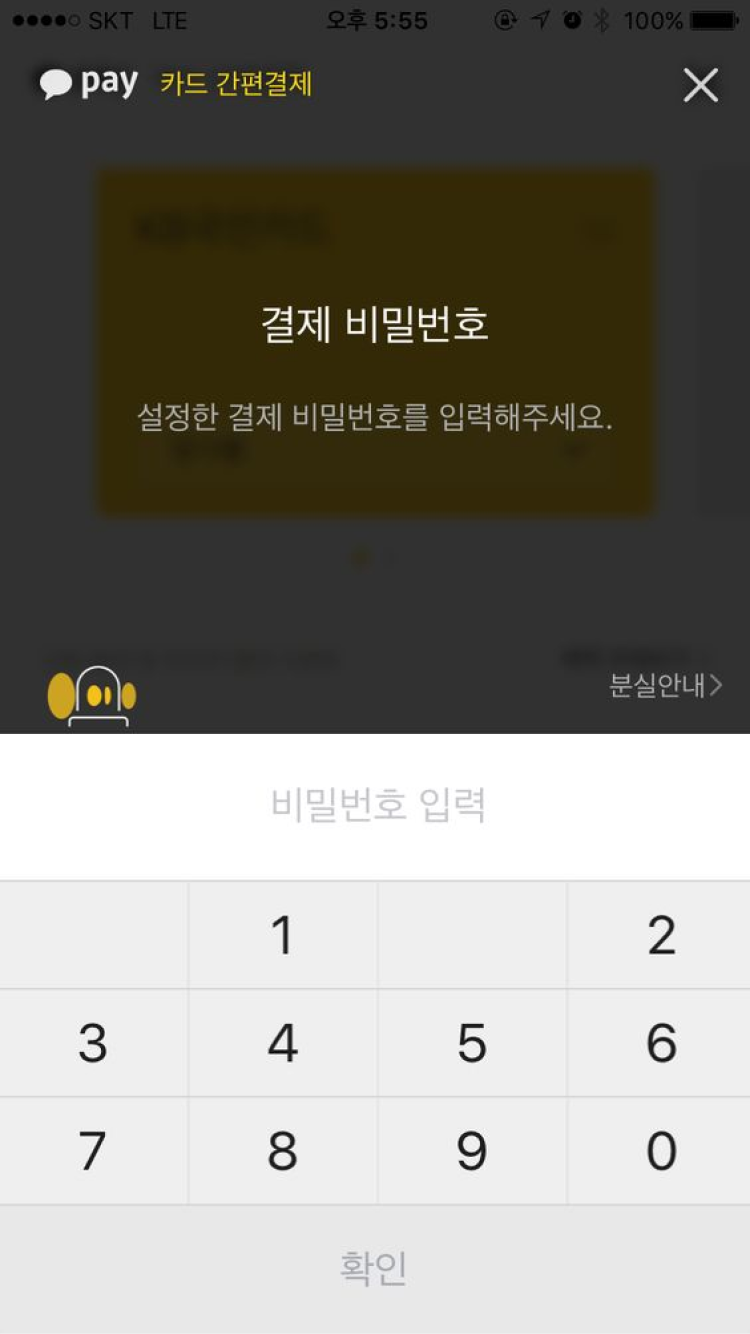 SKT LTE 오후 5:55 100%
pay 카드 간편결제
결제 비밀번호
설정한 결제 비밀번호를 입력해주세요.
분실안내
비밀번호 입력
1 2
3 4 5 6
7 8 9 0
확인